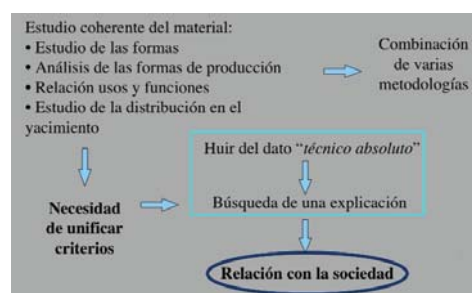 Estudio coherente del material:
• Estudio de las formas
• Análisis de las formas de producción
• Relación usos y funciones
• Estudio de la distribución en el
yacimiento
Combinación
de varias
metodologías
Necesidad
de unificar
criterios
Huir del dato “técnico absoluto”
Búsqueda de una explicación
Relación con la sociedad